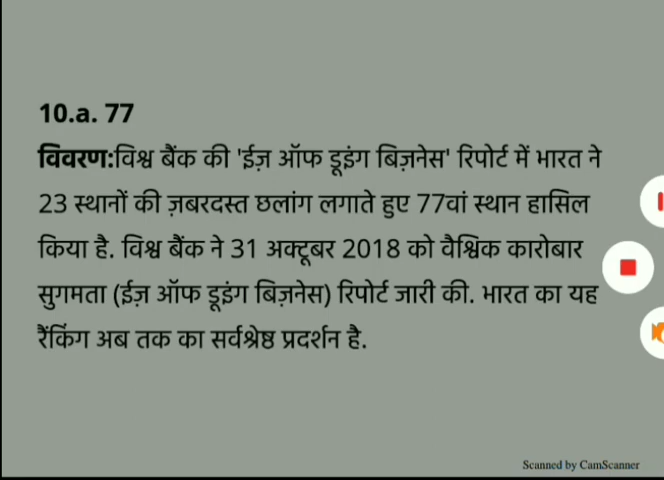 10.a. 77
विवरण:विश्व बैंक की 'ईज़ ऑफ डूइंग बिज़नेस' रिपोर्ट में भारत ने
23 स्थानों की ज़बरदस्त छलांग लगाते हुए 77वां स्थान हासिल
किया है. विश्व बैंक ने 31 अक्टूबर 2018 को वैश्विक कारोबार
सुगमता (ईज़ ऑफ डूइंग बिज़नेस) रिपोर्ट जारी की. भारत का यह
रैंकिंग अब तक का सर्वश्रेष्ठ प्रदर्शन है.
Scanned by CamScanner